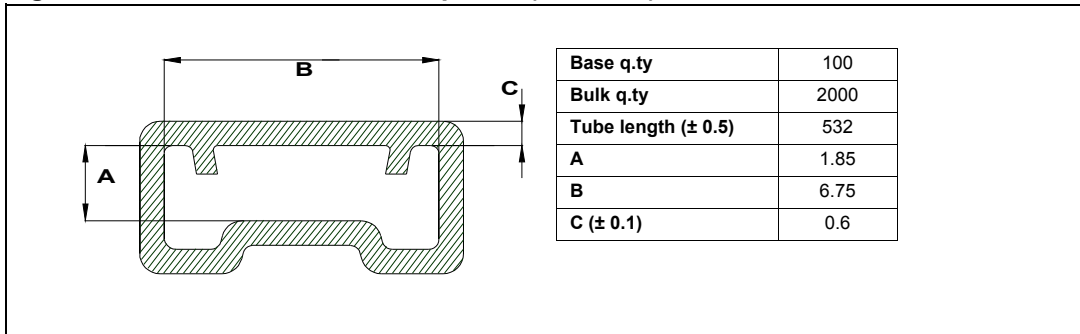 B
C
A
Base q.ty 100
Bulk q.ty 2000
Tube length (± 0.5) 532
A 1.85
B 6.75
C (± 0.1) 0.6